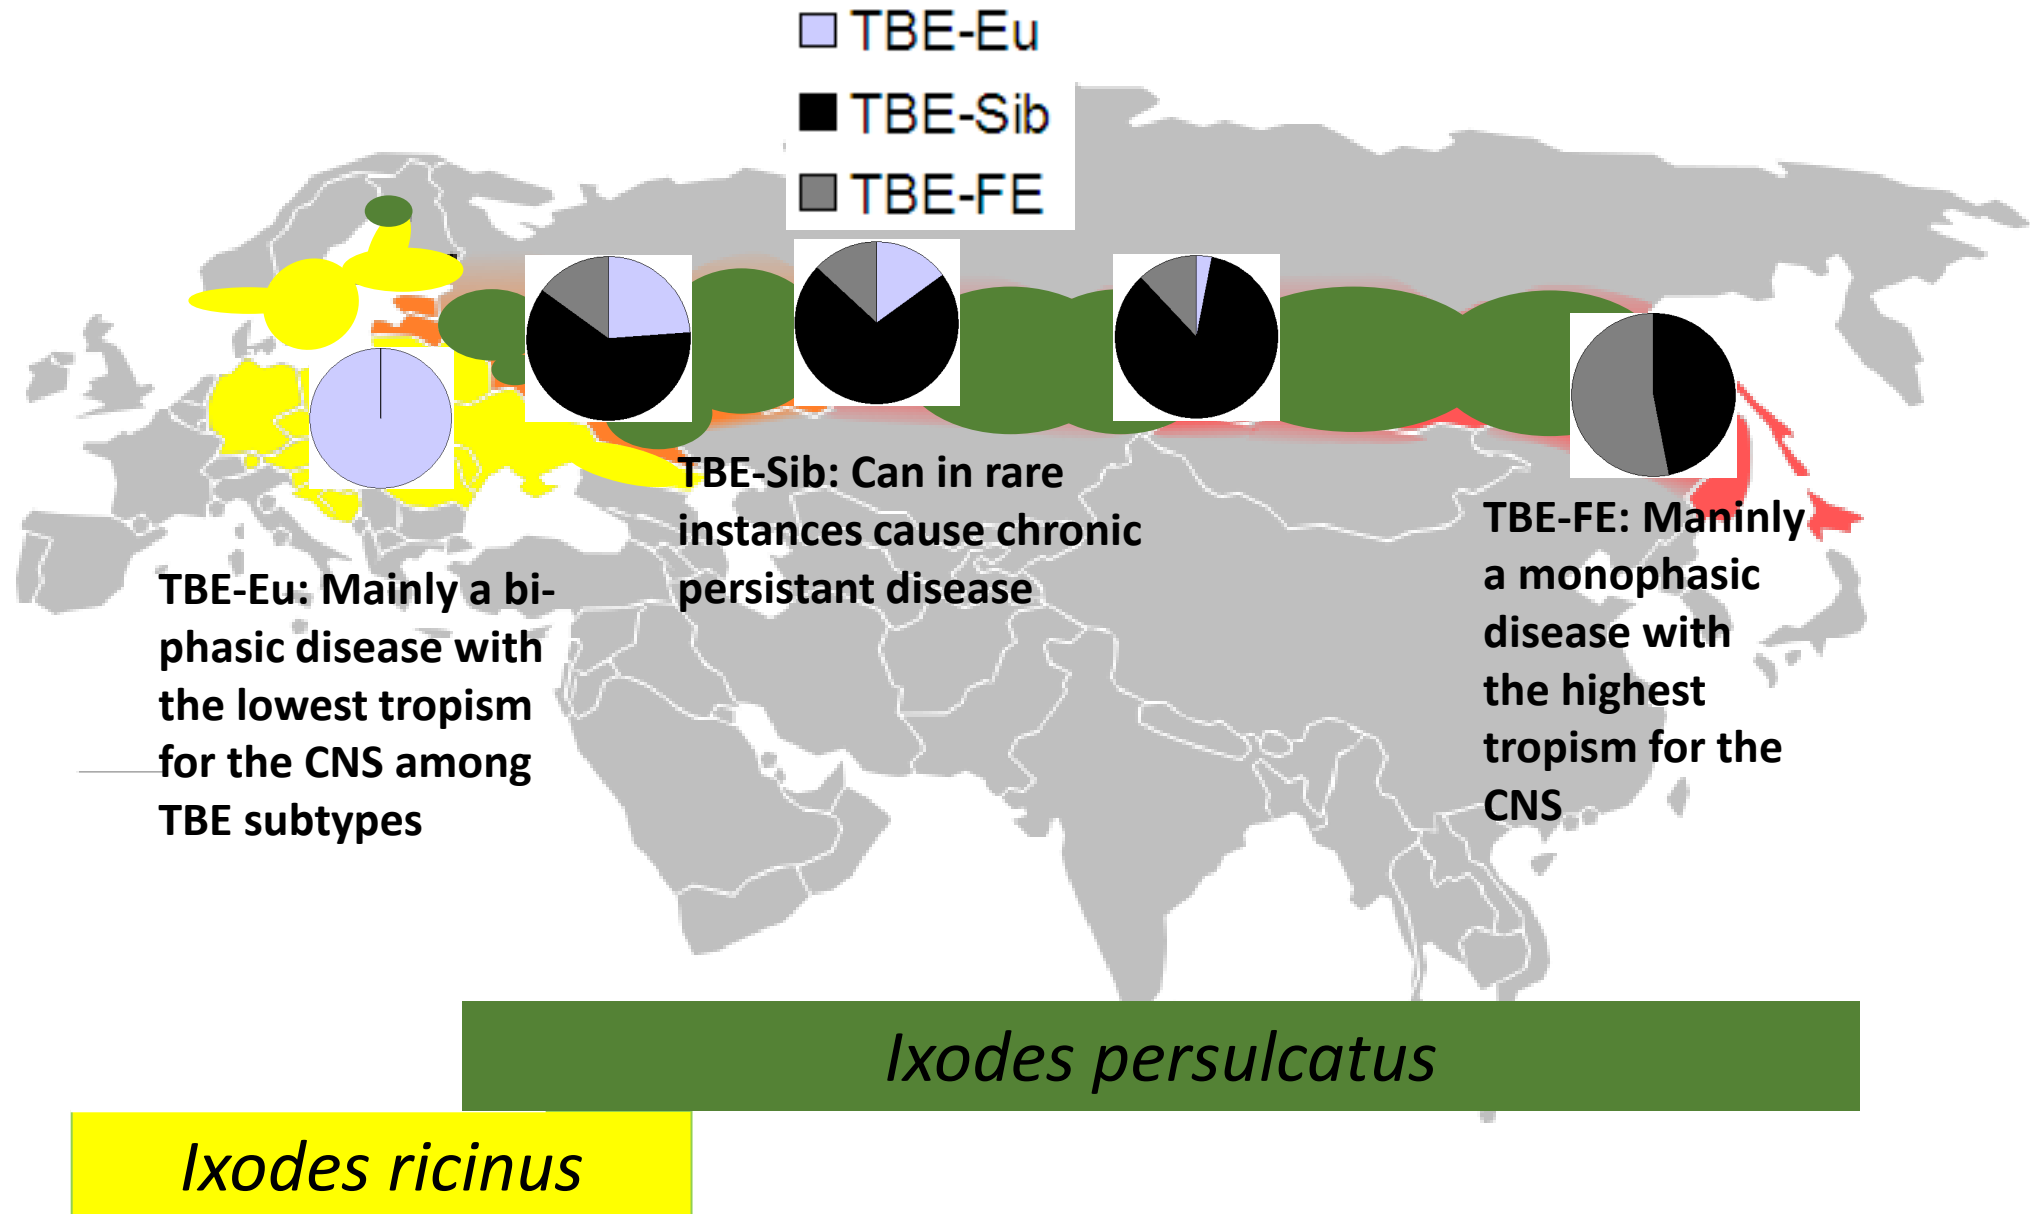 TBE-Eu
TBE-Sib
TBE-FE
TBE-Sib: Can in rare
instances cause chronic
persistant disease
TBE-FE: Maninly
a monophasic
disease with
the highest
tropism for the
CNS
TBE-Eu: Mainly a bi-
phasic disease with
the lowest tropism
for the CNS among
TBE subtypes
Ixodes persulcatus
Ixodes ricinus